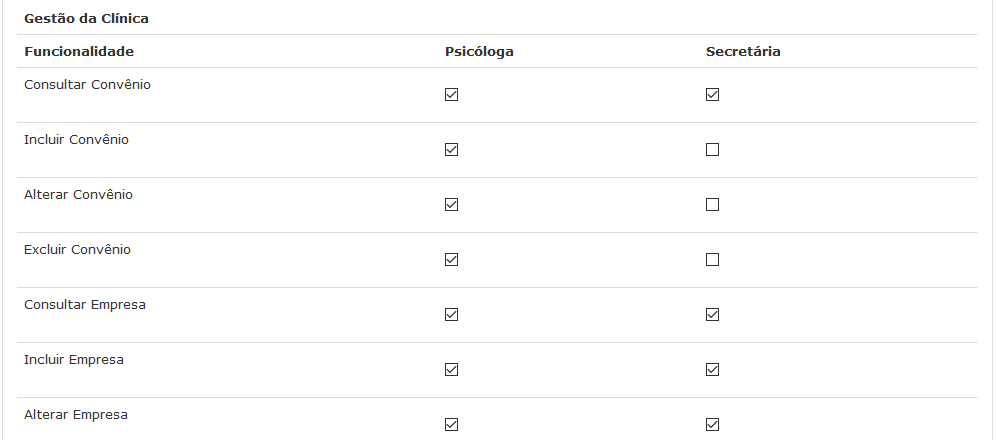 Gestão da Clínica
Funcionalidade Psicóloga Secretária
Consultar Convênio
Incluir Convênio
Alterar Convênio
Excluir Convênio
Consultar Empresa
Incluir Empresa
Alterar Empresa